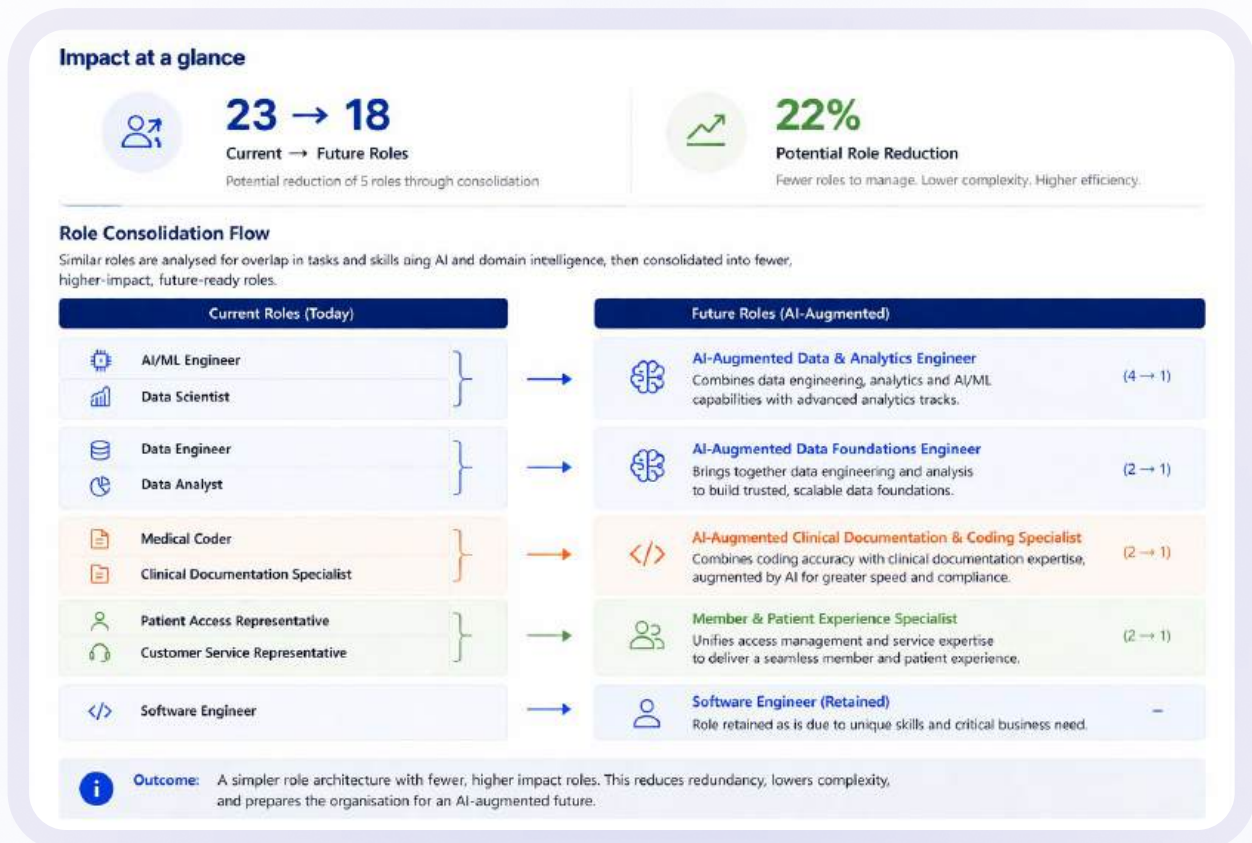 Impact at a glance
23 → 18
Current → Future Roles
Potential reduction of 5 roles through consolidation
22%
Potential Role Reduction
Fewer roles to manage. Lower complexity. Higher efficiency.
Role Consolidation Flow
Similar roles are analysed for overlap in tasks and skills oing AI and domain intelligence, then consolidated into fewer,
higher-impact, future-ready roles.
Current Roles (Today)
Future Roles (AI-Augmented)
AI/ML Engineer
Data Scientist
AI-Augmented Data & Analytics Engineer
Combines data engineering, analytics and AI/ML
capabilities with advanced analytics tracks.
(4 → 1)
Data Engineer
Data Analyst
AI-Augmented Data Foundations Engineer
Brings together data engineering and analysis
to build trusted, scalable data foundations.
(2 → 1)
Medical Coder
Clinical Documentation Specialist
</>
AI-Augmented Clinical Documentation & Coding Specialist
Combines coding accuracy with clinical documentation expertise,
augmented by AI for greater speed and compliance.
(2 → 1)
Patient Access Representative
Customer Service Representative
Member & Patient Experience Specialist
Unifies access management and service expertise
to deliver a seamless member and patient experience.
(2 → 1)
</>
Software Engineer
Software Engineer (Retained)
Role retained as is due to unique skills and critical business need.
–
i
Outcome: A simpler role architecture with fewer, higher impact roles. This reduces redundancy, lowers complexity,
and prepares the organisation for an AI-augmented future.